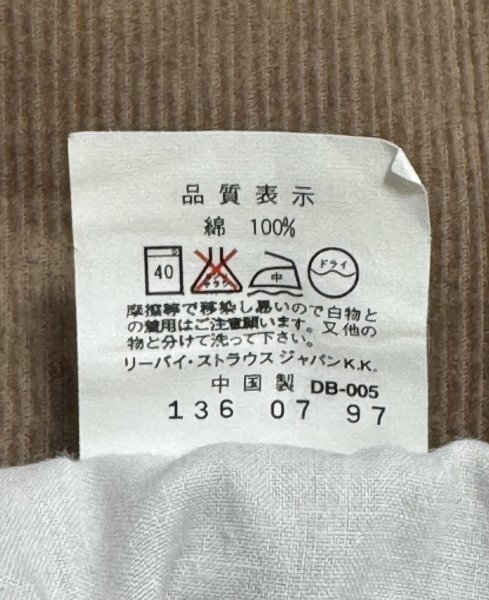 品質表示
綿 100%
40 エンソ サラシ 中 ドライ
摩擦等で移染し易いので白物と
の着用はご注意願います。又他の
物と分けて洗って下さい。
リーバイ・ストラウス ジャパン K.K.
中国製 DB-005
136 07 97